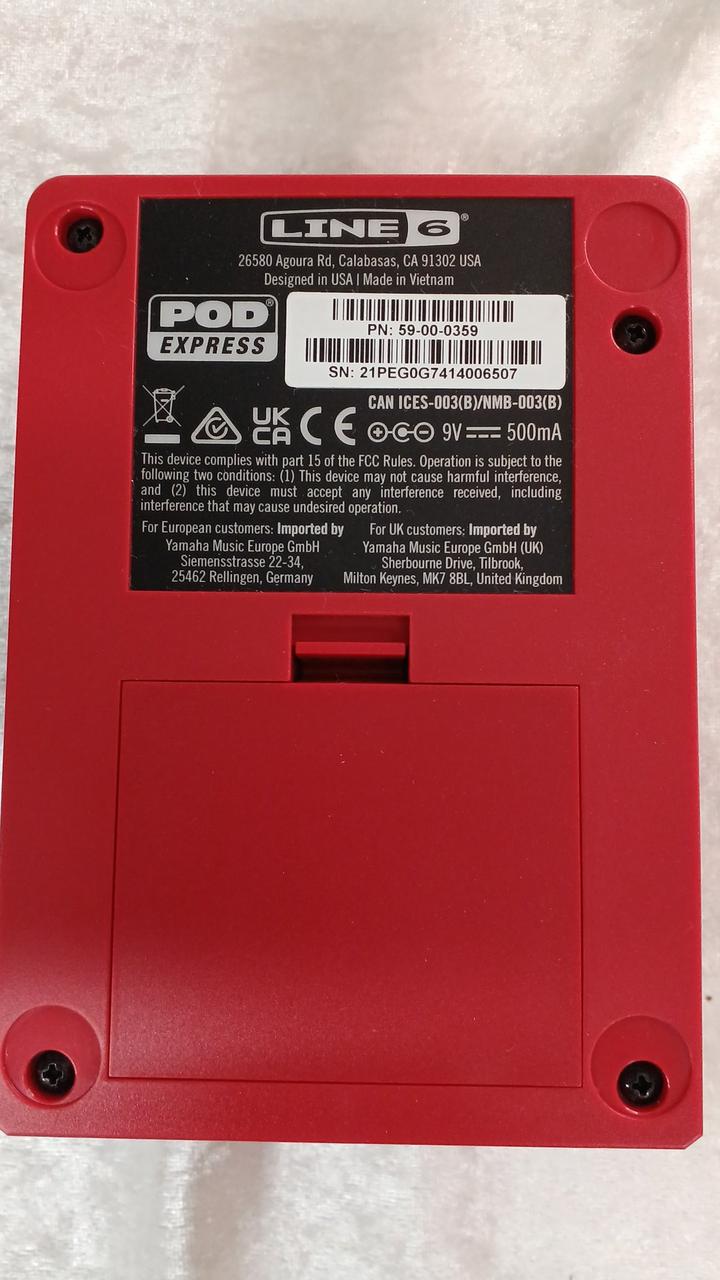 LINE 6®
26580 Agoura Rd, Calabasas, CA 91302 USA
Designed in USA | Made in Vietnam
POD®
EXPRESS
PN: 59-00-0359
SN: 21PEG0G7414006507
UK
CA
CE
CAN ICES-003(B)/NMB-003(B)
9V 500mA
This device complies with part 15 of the FCC Rules. Operation is subject to the
following two conditions: (1) This device may not cause harmful interference,
and (2) this device must accept any interference received, including
interference that may cause undesired operation.
For European customers: Imported by
Yamaha Music Europe GmbH
Siemensstrasse 22-34,
25462 Rellingen, Germany
For UK customers: Imported by
Yamaha Music Europe GmbH (UK)
Sherbourne Drive, Tilbrook,
Milton Keynes, MK7 8BL, United Kingdom